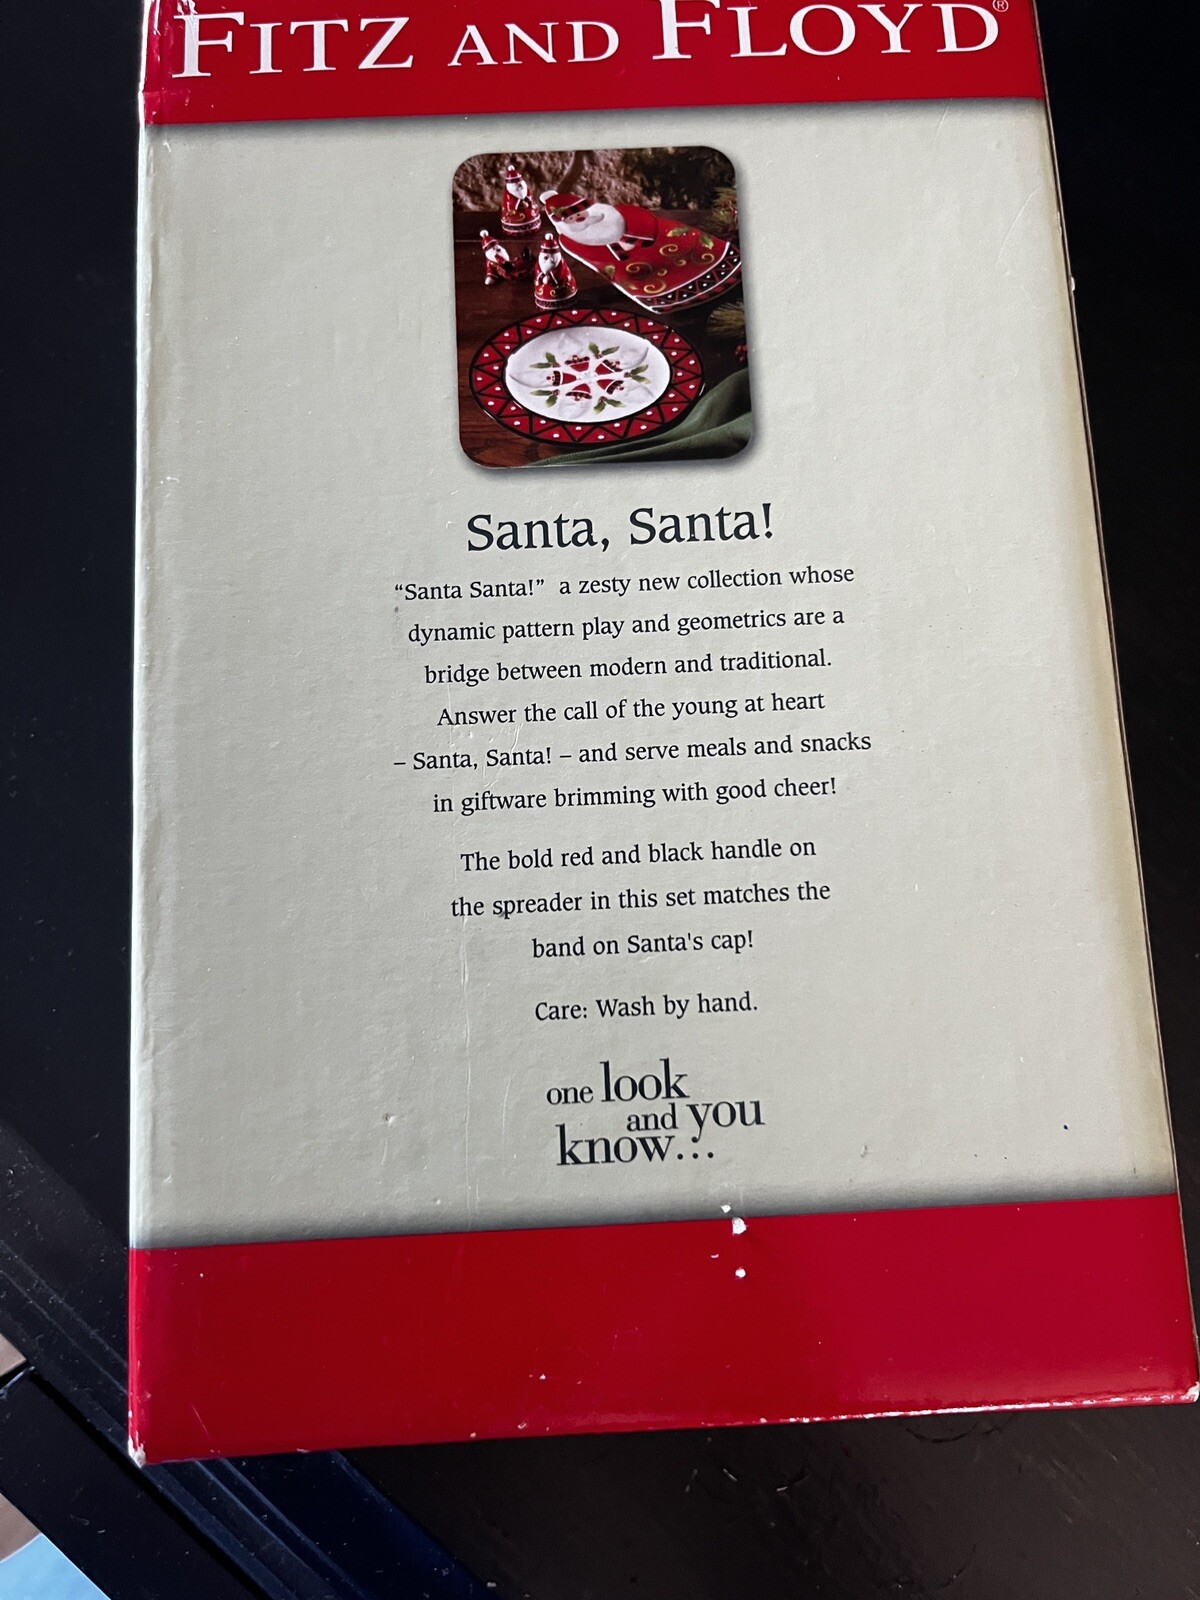 FITZ AND FLOYD®
Santa, Santa!
“Santa Santa!” a zesty new collection whose
dynamic pattern play and geometrics are a
bridge between modern and traditional.
Answer the call of the young at heart
– Santa, Santa! – and serve meals and snacks
in giftware brimming with good cheer!
The bold red and black handle on
the spreader in this set matches the
band on Santa's cap!
Care: Wash by hand.
one look
and you
know...